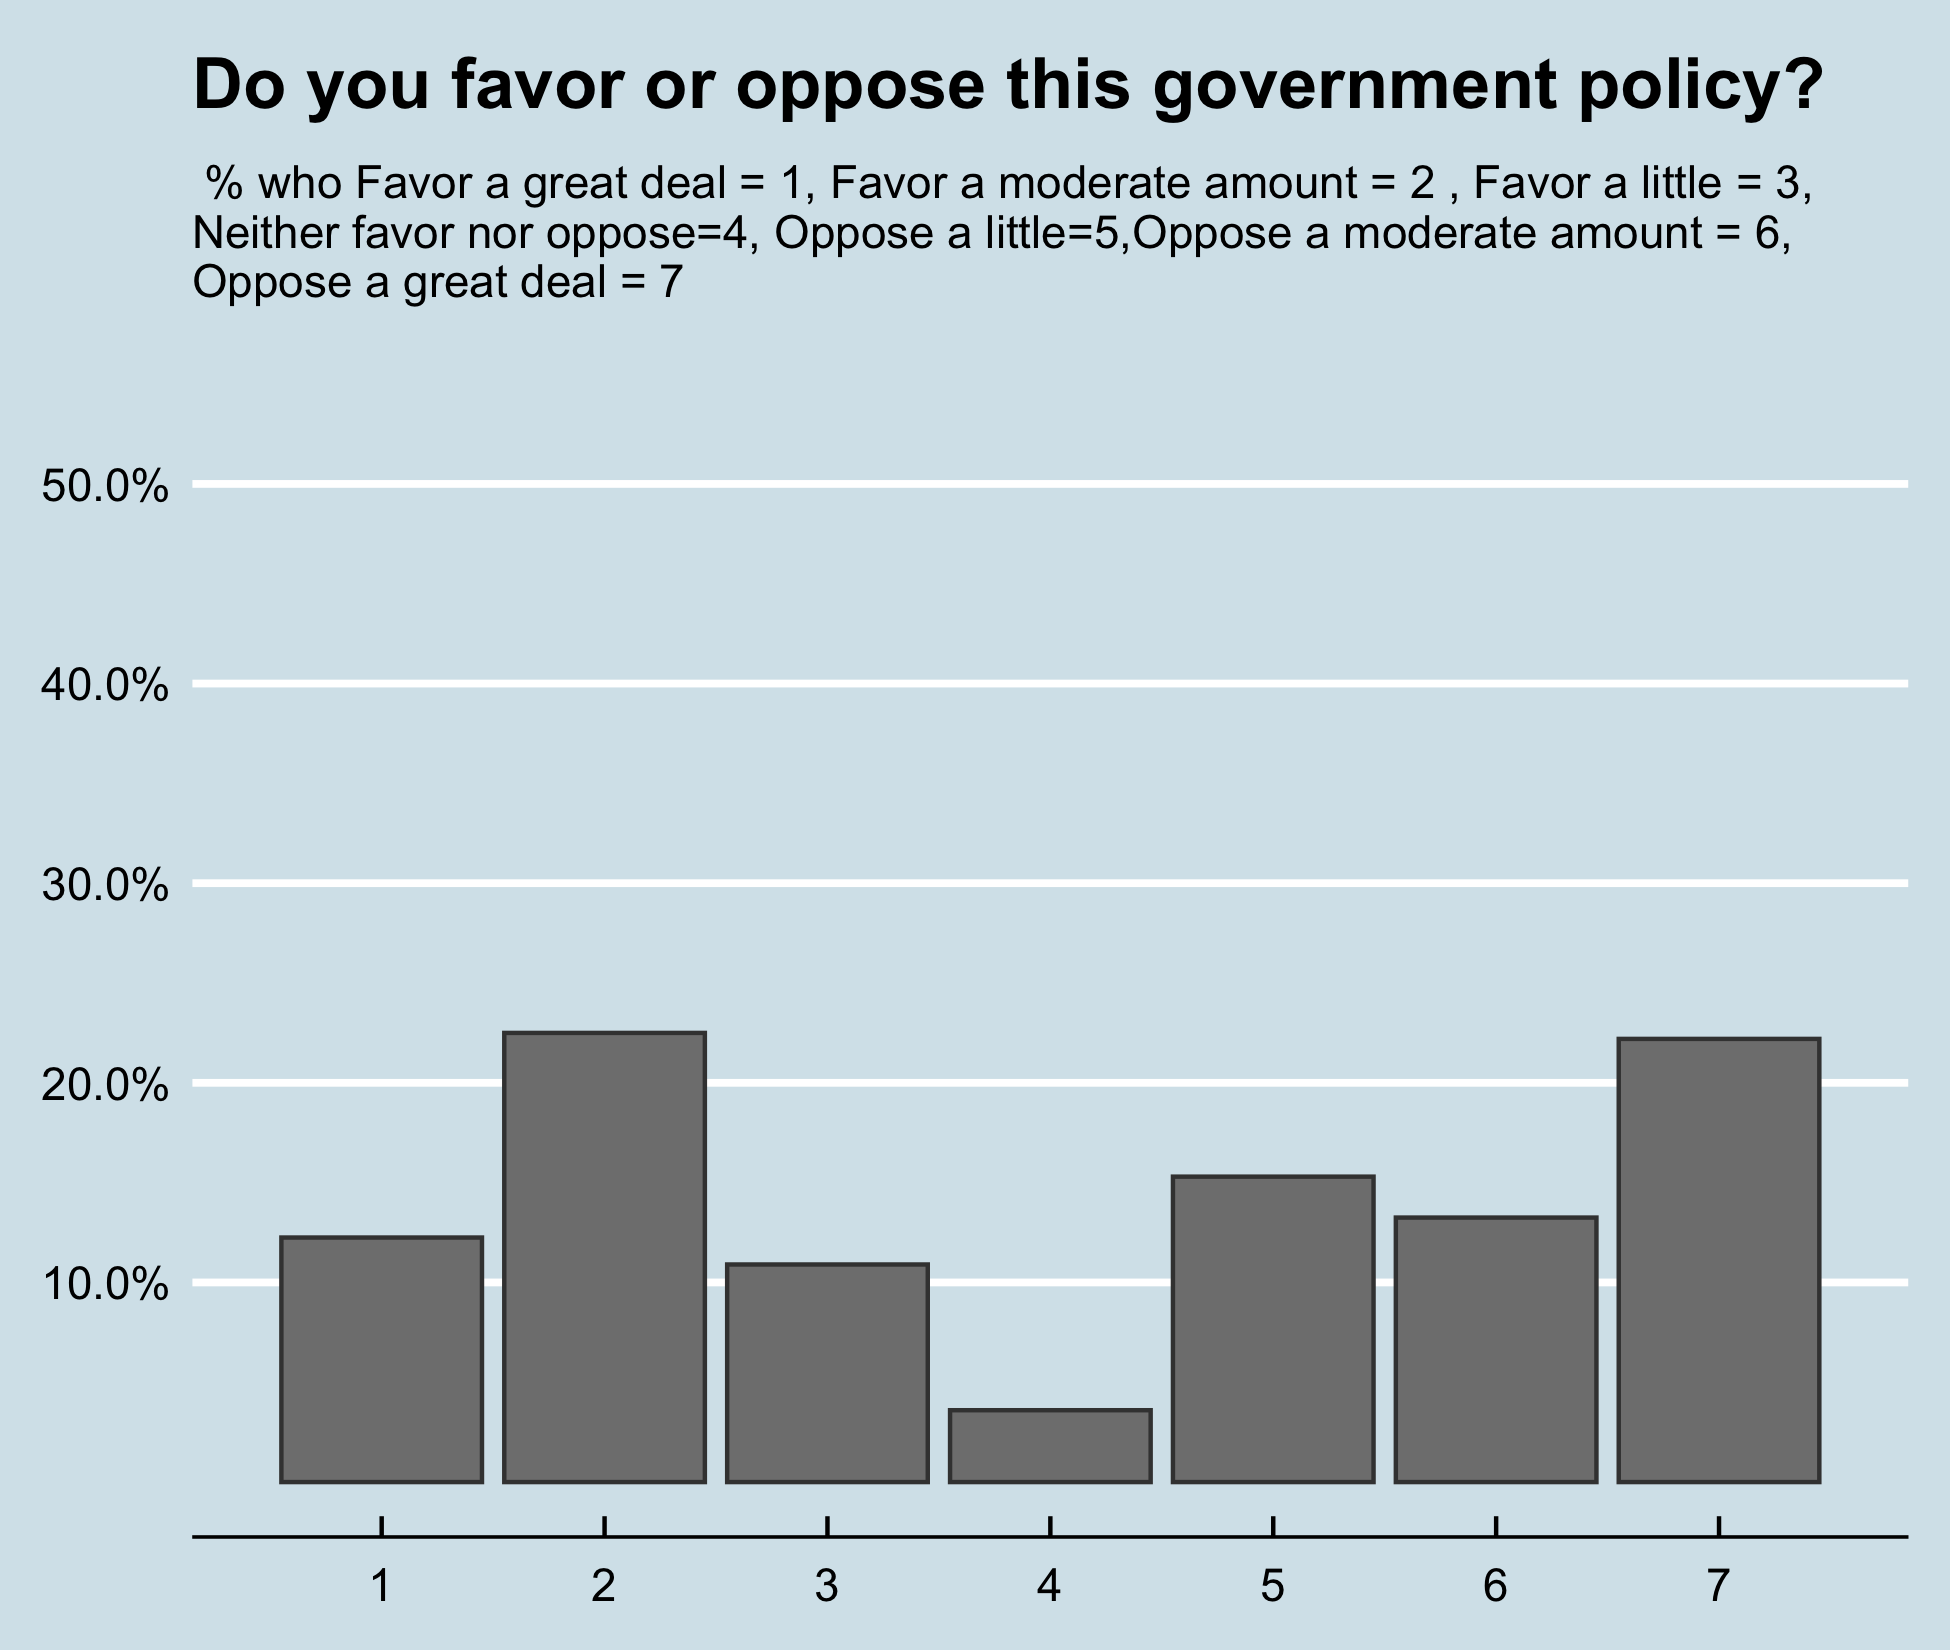 Do you favor or oppose this government policy?
% who Favor a great deal = 1, Favor a moderate amount = 2 , Favor a little = 3,
Neither favor nor oppose=4, Oppose a little=5,Oppose a moderate amount = 6,
Oppose a great deal = 7
50.0%
40.0%
30.0%
20.0%
10.0%
1 2 3 4 5 6 7